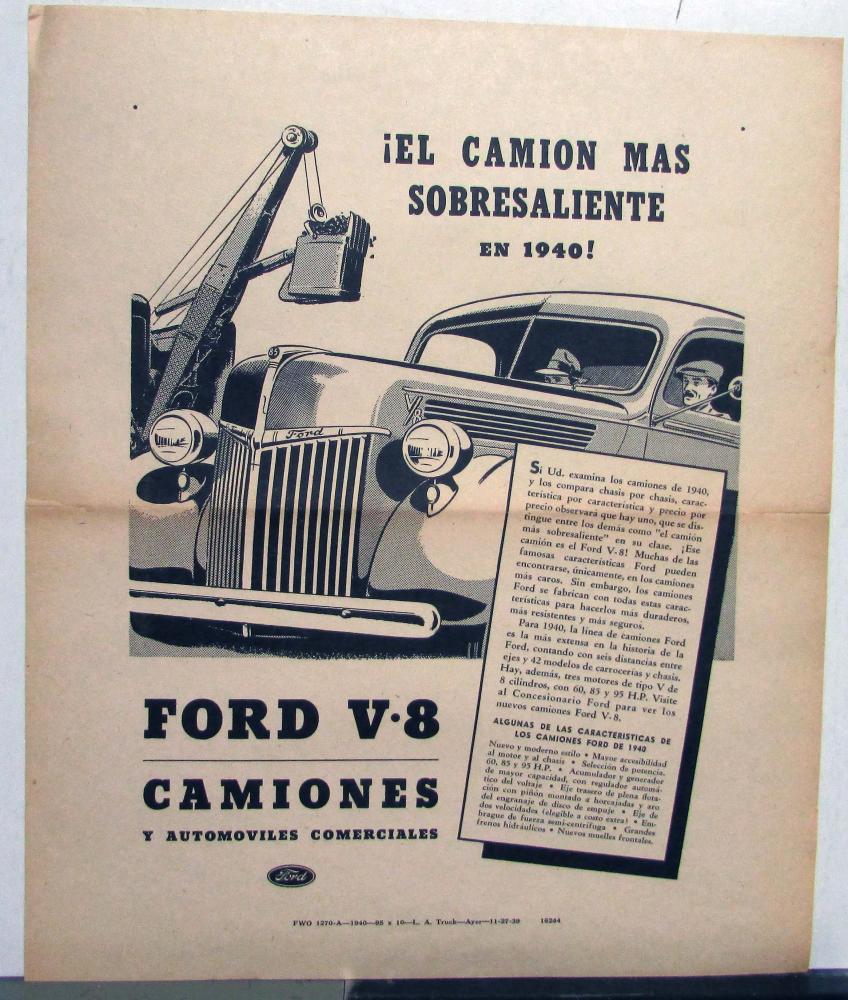 ¡EL CAMION MAS
SOBRESALIENTE
EN 1940!
85
Ford
V8
Si Ud. examina los camiones de 1940,
y los compara chasis por chasis, carac-
terística por característica y precio por
precio observará que hay uno, que se dis-
tingue entre los demás como "el camión
más sobresaliente" en su clase. ¡Ese
camión es el Ford V-8! Muchas de las
famosas características Ford pueden
encontrarse, únicamente, en los camiones
más caros. Sin embargo, los camiones
Ford se fabrican con todas estas carac-
terísticas para hacerlos más duraderos,
más resistentes y más seguros.
Para 1940, la línea de camiones Ford
es la más extensa en la historia de la
Ford, contando con seis distancias entre
ejes y 42 modelos de carrocerías y chasis.
Hay, además, tres motores de tipo V de
8 cilindros, con 60, 85 y 95 H.P. Visite
al Concesionario Ford para ver los
nuevos camiones Ford V-8.
ALGUNAS DE LAS CARACTERISTICAS DE
LOS CAMIONES FORD DE 1940
Nuevo y moderno estilo • Mayor accesibilidad
al motor y al chasis • Selección de potencia.
60, 85 y 95 H.P. • Acumulador y generador
de mayor capacidad, con regulador automá-
tico del voltaje • Eje trasero de plena flota-
ción con piñón montado a horcajadas y aro
del engranaje de disco de empuje • Eje de
dos velocidades (elegible a costo extra) • Em-
brague de fuerza semi-centrífuga • Grandes
frenos hidráulicos • Nuevos muelles frontales.
FORD V·8
CAMIONES
Y AUTOMOVILES COMERCIALES
Ford
FWO 1270-A—1940—95 x 10—L. A. Truck—Ayer—11-27-39 16264